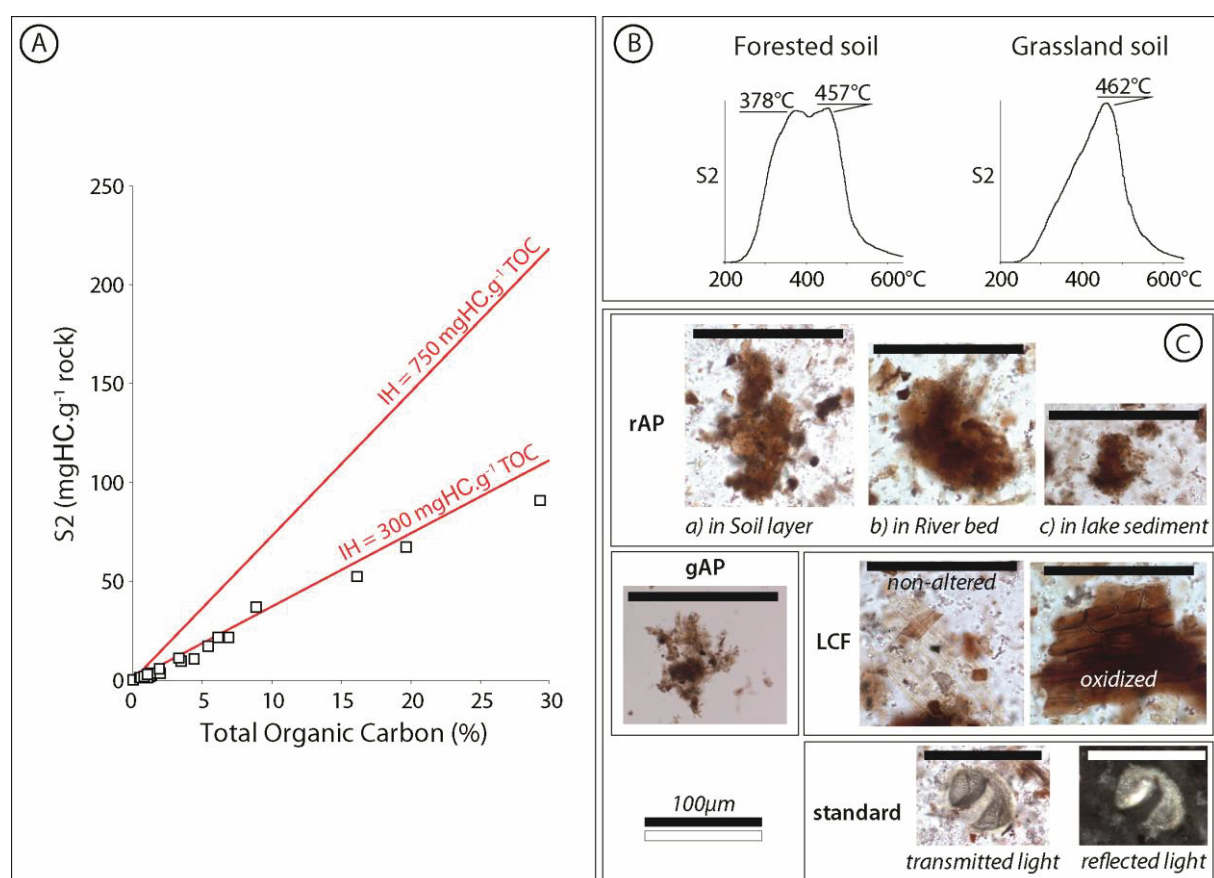 A
250
200
150
100
50
0
0 5 10 15 20 25 30
S2 (mgHC.g⁻¹ rock)
Total Organic Carbon (%)
IH = 750 mgHC.g⁻¹ TOC
IH = 300 mgHC.g⁻¹ TOC
B
Forested soil
378°C 457°C
S2
200 400 600°C
Grassland soil
462°C
S2
200 400 600°C
C
rAP
a) in Soil layer b) in River bed c) in lake sediment
gAP
LCF
non-altered
oxidized
100µm
standard
transmitted light reflected light